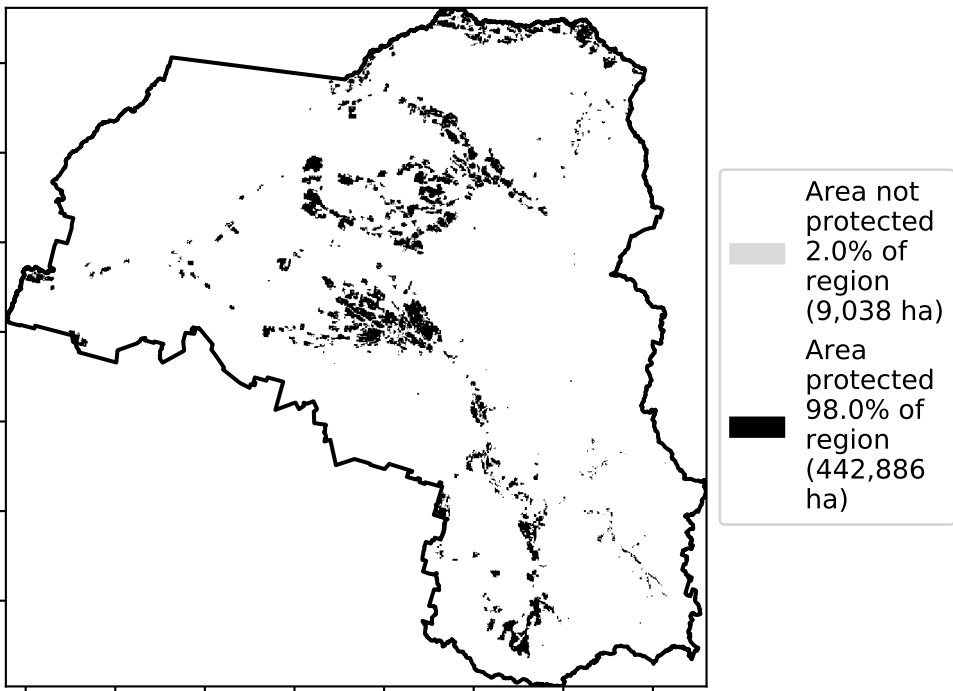 Area not
protected
2.0% of
region
(9,038 ha)
Area
protected
98.0% of
region
(442,886
ha)